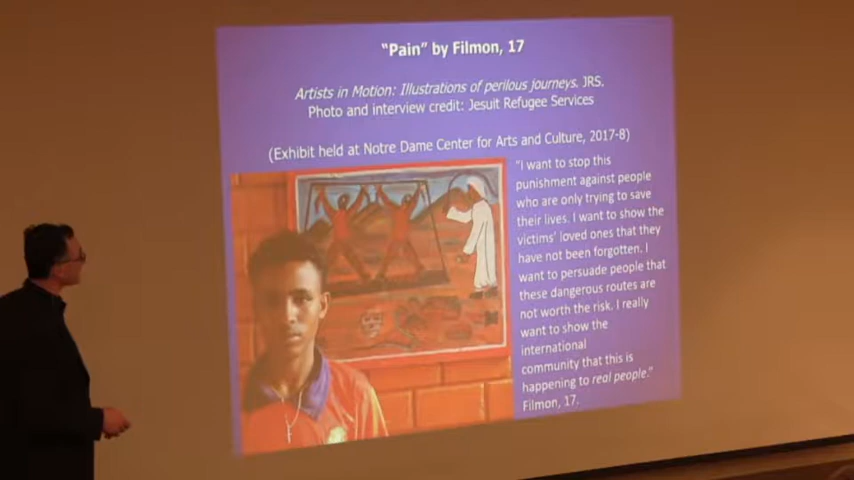 "Pain" by Filmon, 17
Artists in Motion: Illustrations of perilous journeys. JRS.
Photo and interview credit: Jesuit Refugee Services
(Exhibit held at Notre Dame Center for Arts and Culture, 2017-8)
"I want to stop this
punishment against people
who are only trying to save
their lives. I want to show the
victims' loved ones that they
have not been forgotten. I
want to persuade people that
these dangerous routes are
not worth the risk. I really
want to show the
international
community that this is
happening to real people."
Filmon, 17.